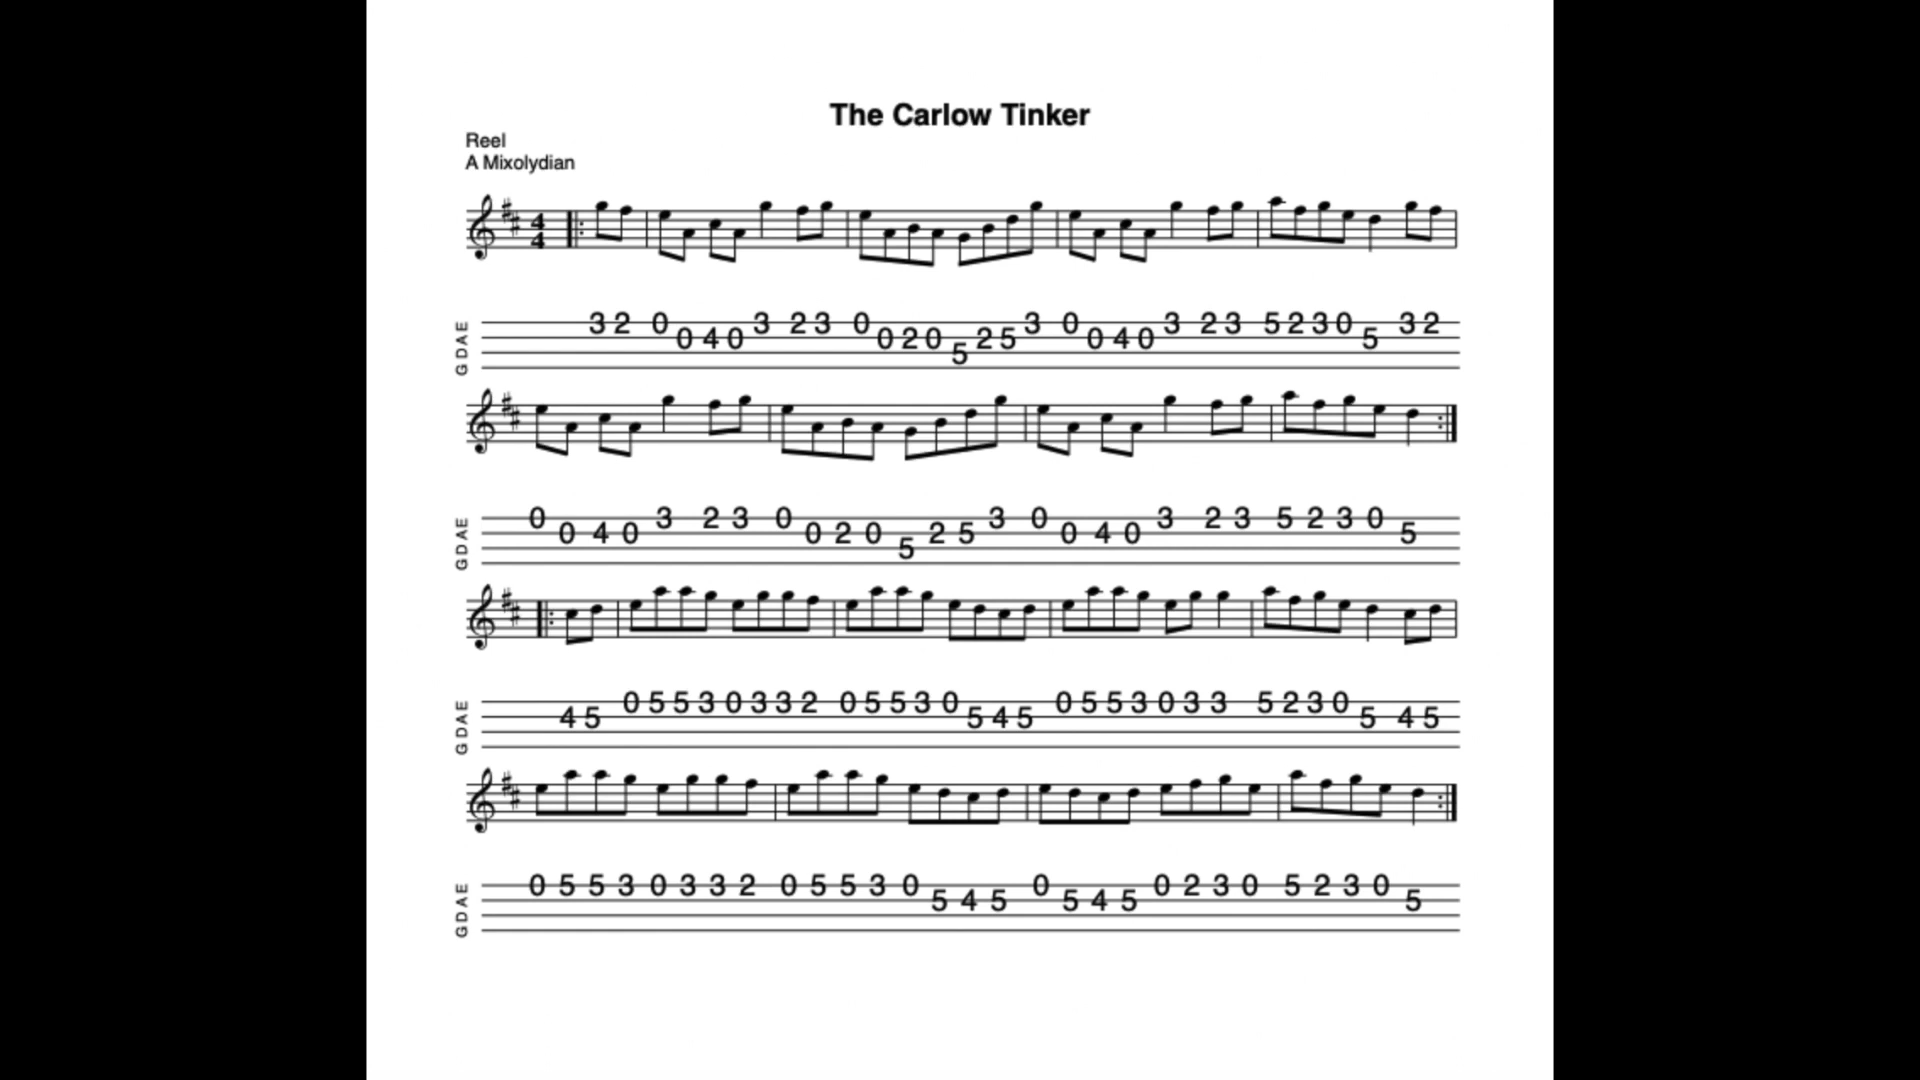 The Carlow Tinker
Reel
A Mixolydian
4
4
3 2 0 0 4 0 3 2 3 0 0 2 0 5 2 5 3 0 0 4 0 3 2 3 5 2 3 0 5 3 2
G D A E
0 0 4 0 3 2 3 0 0 2 0 5 2 5 3 0 0 4 0 3 2 3 5 2 3 0 5
G D A E
4 5 0 5 5 3 0 3 3 2 0 5 5 3 0 5 4 5 0 5 5 3 0 3 3 5 2 3 0 5 4 5
G D A E
0 5 5 3 0 3 3 2 0 5 5 3 0 5 4 5 0 5 4 5 0 2 3 0 5 2 3 0 5
G D A E